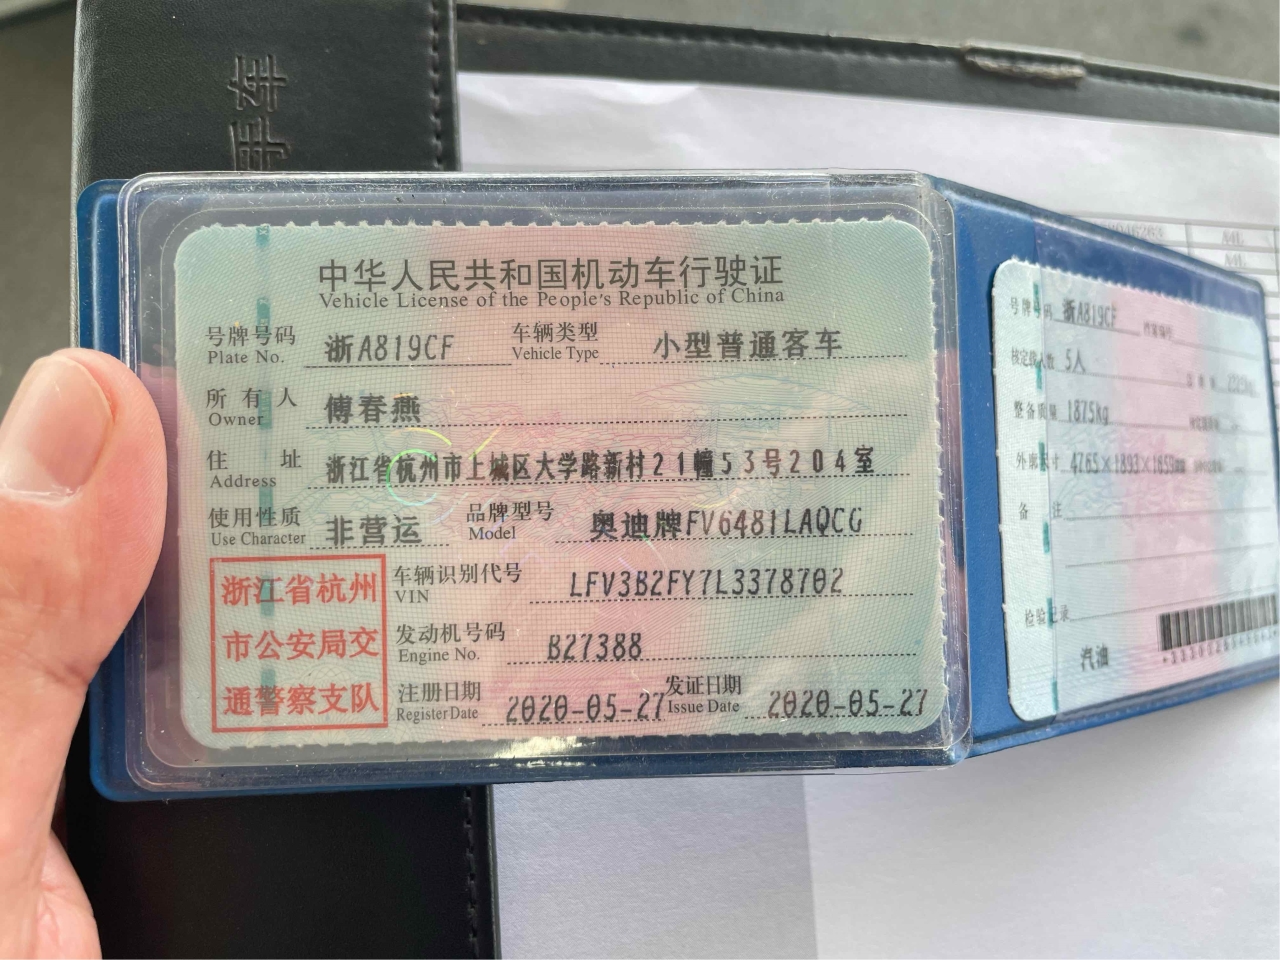 中华人民共和国机动车行驶证
Vehicle License of the People's Republic of China
号牌号码 浙A819CF 车辆类型 小型普通客车
Plate No. Vehicle Type
所有人 傅春燕
Owner
住址 浙江省杭州市上城区大学路新村21幢53号204室
Address
使用性质 非营运 品牌型号 奥迪牌FV6481LAQCG
Use Character Model
浙江省杭州
市公安局交
通警察支队
车辆识别代号 LFV3B2FY7L3378702
VIN
发动机号码 B27388
Engine No.
注册日期 2020-05-27 发证日期 2020-05-27
Register Date Issue Date
号牌号码 浙A819CF 档案编号
核定载人数 5人
整备质量 1875kg
外廓尺寸 4765×1893×1659mm
备注
检验记录
汽油